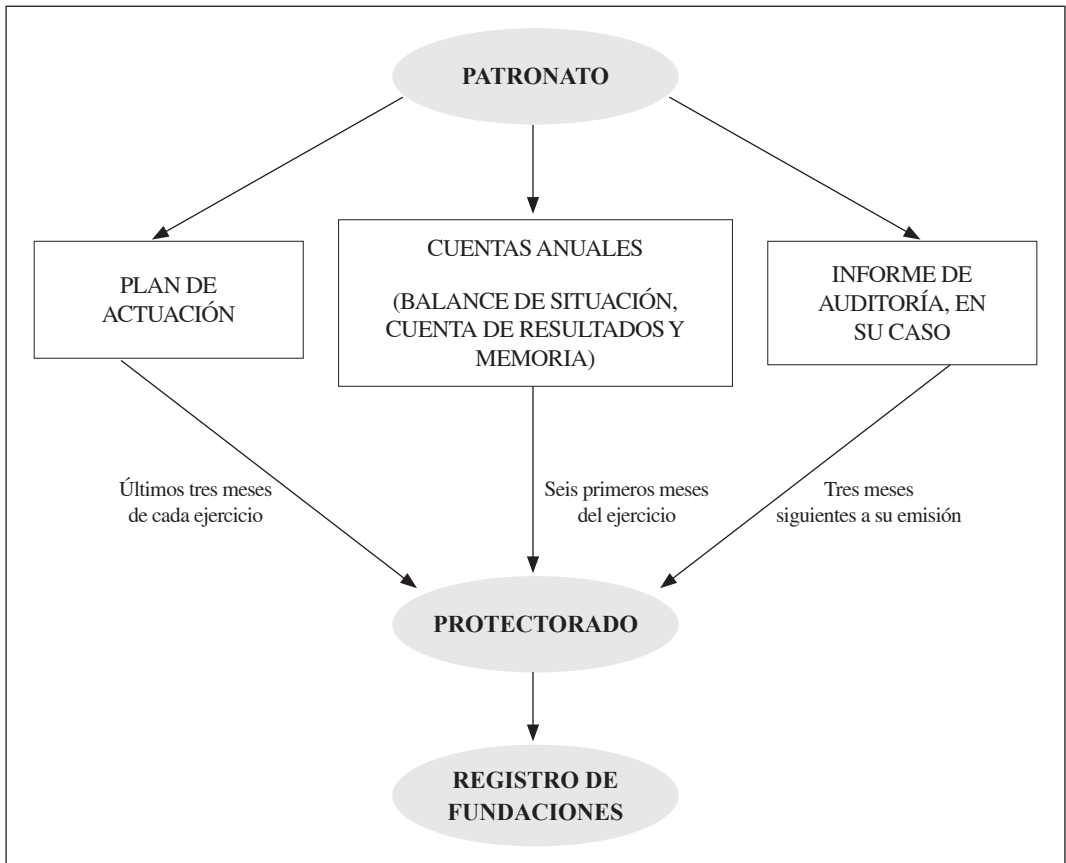 PATRONATO
PLAN DE
ACTUACIÓN
CUENTAS ANUALES
(BALANCE DE SITUACIÓN,
CUENTA DE RESULTADOS Y
MEMORIA)
INFORME DE
AUDITORÍA, EN
SU CASO
Últimos tres meses
de cada ejercicio
Seis primeros meses
del ejercicio
Tres meses
siguientes a su emisión
PROTECTORADO
REGISTRO DE
FUNDACIONES